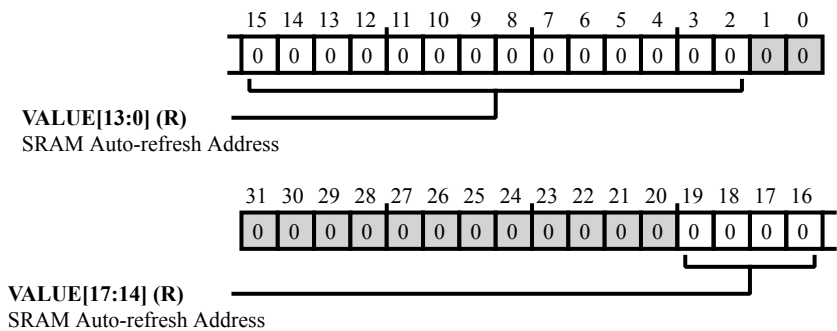 15 14 13 12 11 10 9 8 7 6 5 4 3 2 1 0
0 0 0 0 0 0 0 0 0 0 0 0 0 0 0 0
VALUE[13:0] (R)
SRAM Auto-refresh Address
31 30 29 28 27 26 25 24 23 22 21 20 19 18 17 16
0 0 0 0 0 0 0 0 0 0 0 0 0 0 0 0
VALUE[17:14] (R)
SRAM Auto-refresh Address